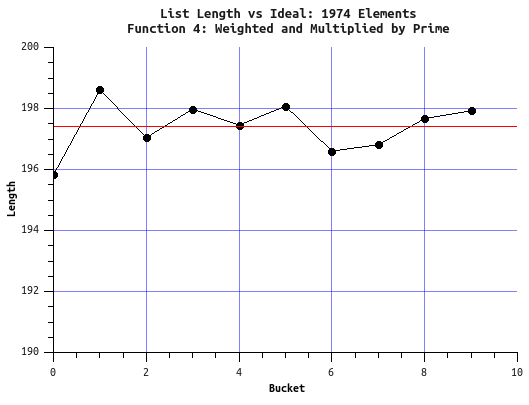 List Length vs Ideal: 1974 Elements
Function 4: Weighted and Multiplied by Prime
200
198
196
194
192
190
Length
0 2 4 6 8 10
Bucket